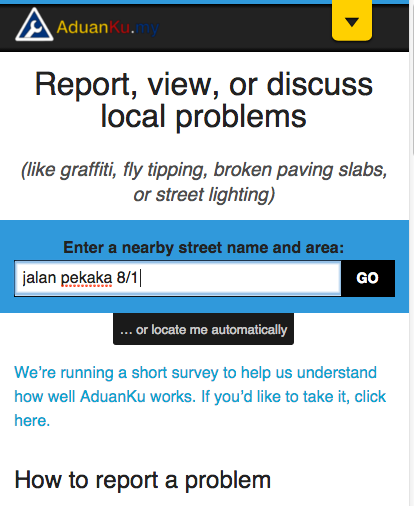 AduanKu.my
Report, view, or discuss
local problems
(like graffiti, fly tipping, broken paving slabs,
or street lighting)
Enter a nearby street name and area:
jalan pekaka 8/1
GO
... or locate me automatically
We're running a short survey to help us understand
how well AduanKu works. If you'd like to take it, click
here.
How to report a problem